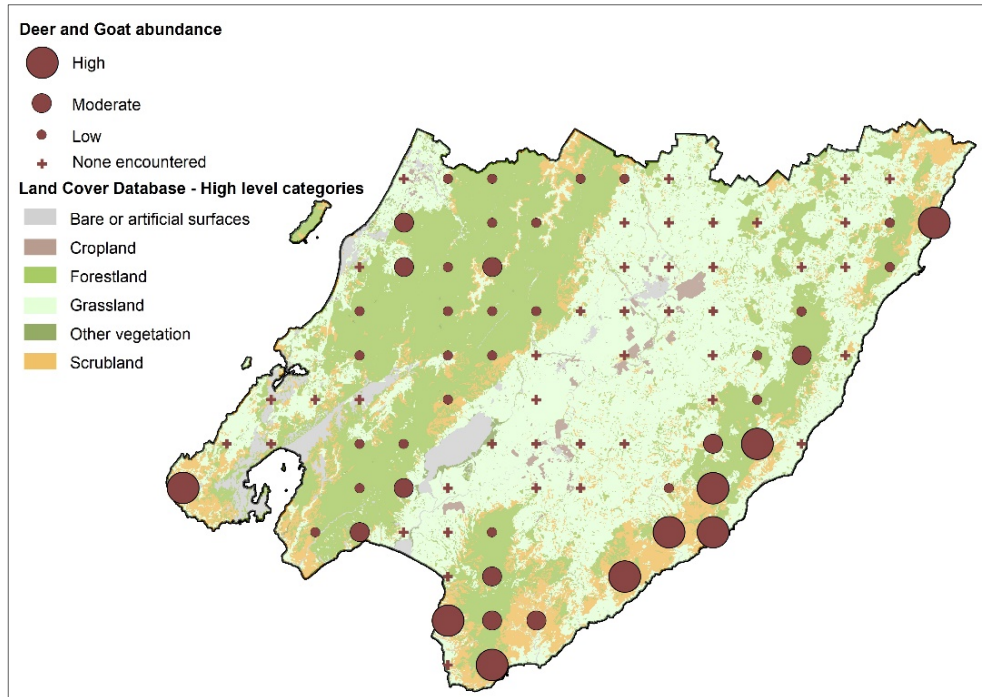 Deer and Goat abundance
High
Moderate
Low
None encountered
Land Cover Database - High level categories
Bare or artificial surfaces
Cropland
Forestland
Grassland
Other vegetation
Scrubland